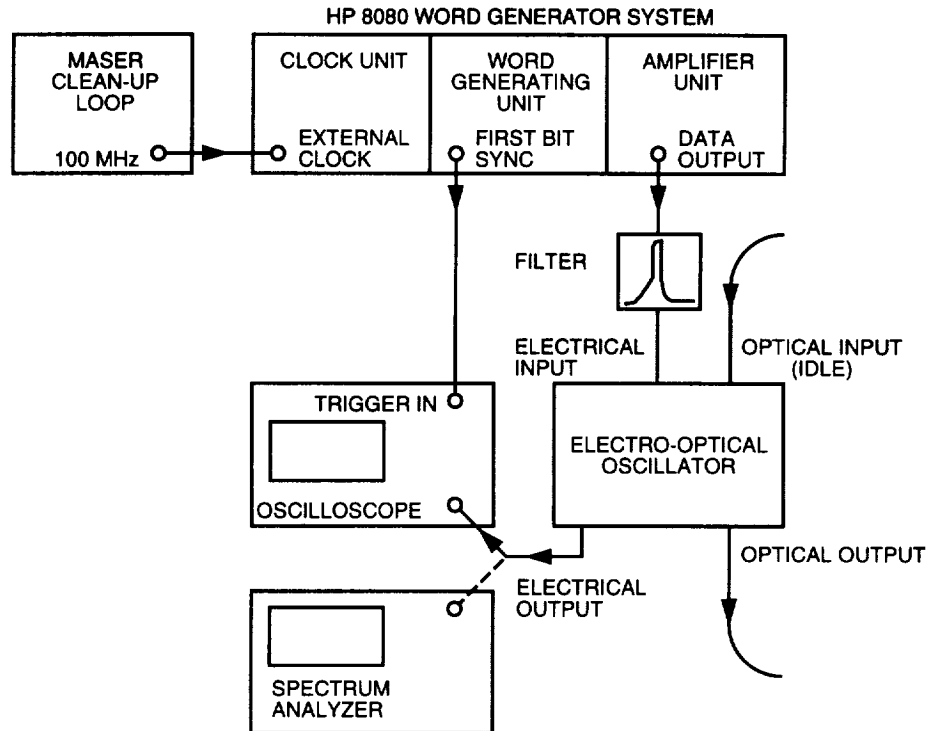 HP 8080 WORD GENERATOR SYSTEM
MASER
CLEAN-UP
LOOP
100 MHz
CLOCK UNIT
EXTERNAL
CLOCK
WORD
GENERATING
UNIT
FIRST BIT
SYNC
AMPLIFIER
UNIT
DATA
OUTPUT
FILTER
ELECTRICAL
INPUT
OPTICAL INPUT
(IDLE)
TRIGGER IN
OSCILLOSCOPE
ELECTRO-OPTICAL
OSCILLATOR
OPTICAL OUTPUT
ELECTRICAL
OUTPUT
SPECTRUM
ANALYZER